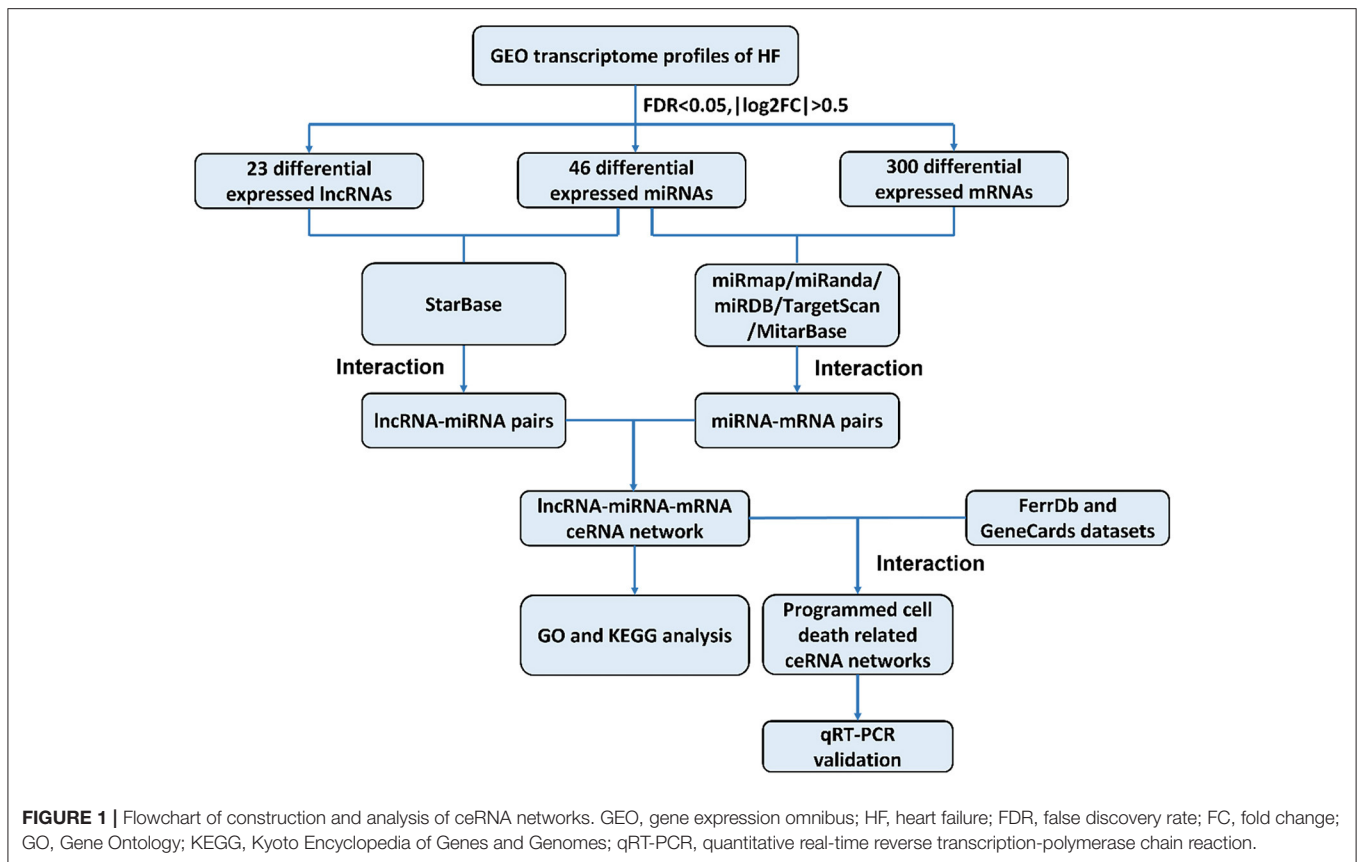 GEO transcriptome profiles of HF
FDR<0.05,|log2FC|>0.5
23 differential
expressed lncRNAs
46 differential
expressed miRNAs
300 differential
expressed mRNAs
StarBase
miRmap/miRanda/
miRDB/TargetScan
/MitarBase
Interaction
Interaction
lncRNA-miRNA pairs
miRNA-mRNA pairs
lncRNA-miRNA-mRNA
ceRNA network
FerrDb and
GeneCards datasets
Interaction
GO and KEGG analysis
Programmed cell
death related
ceRNA networks
qRT-PCR
validation
FIGURE 1 | Flowchart of construction and analysis of ceRNA networks. GEO, gene expression omnibus; HF, heart failure; FDR, false discovery rate; FC, fold change;
GO, Gene Ontology; KEGG, Kyoto Encyclopedia of Genes and Genomes; qRT-PCR, quantitative real-time reverse transcription-polymerase chain reaction.